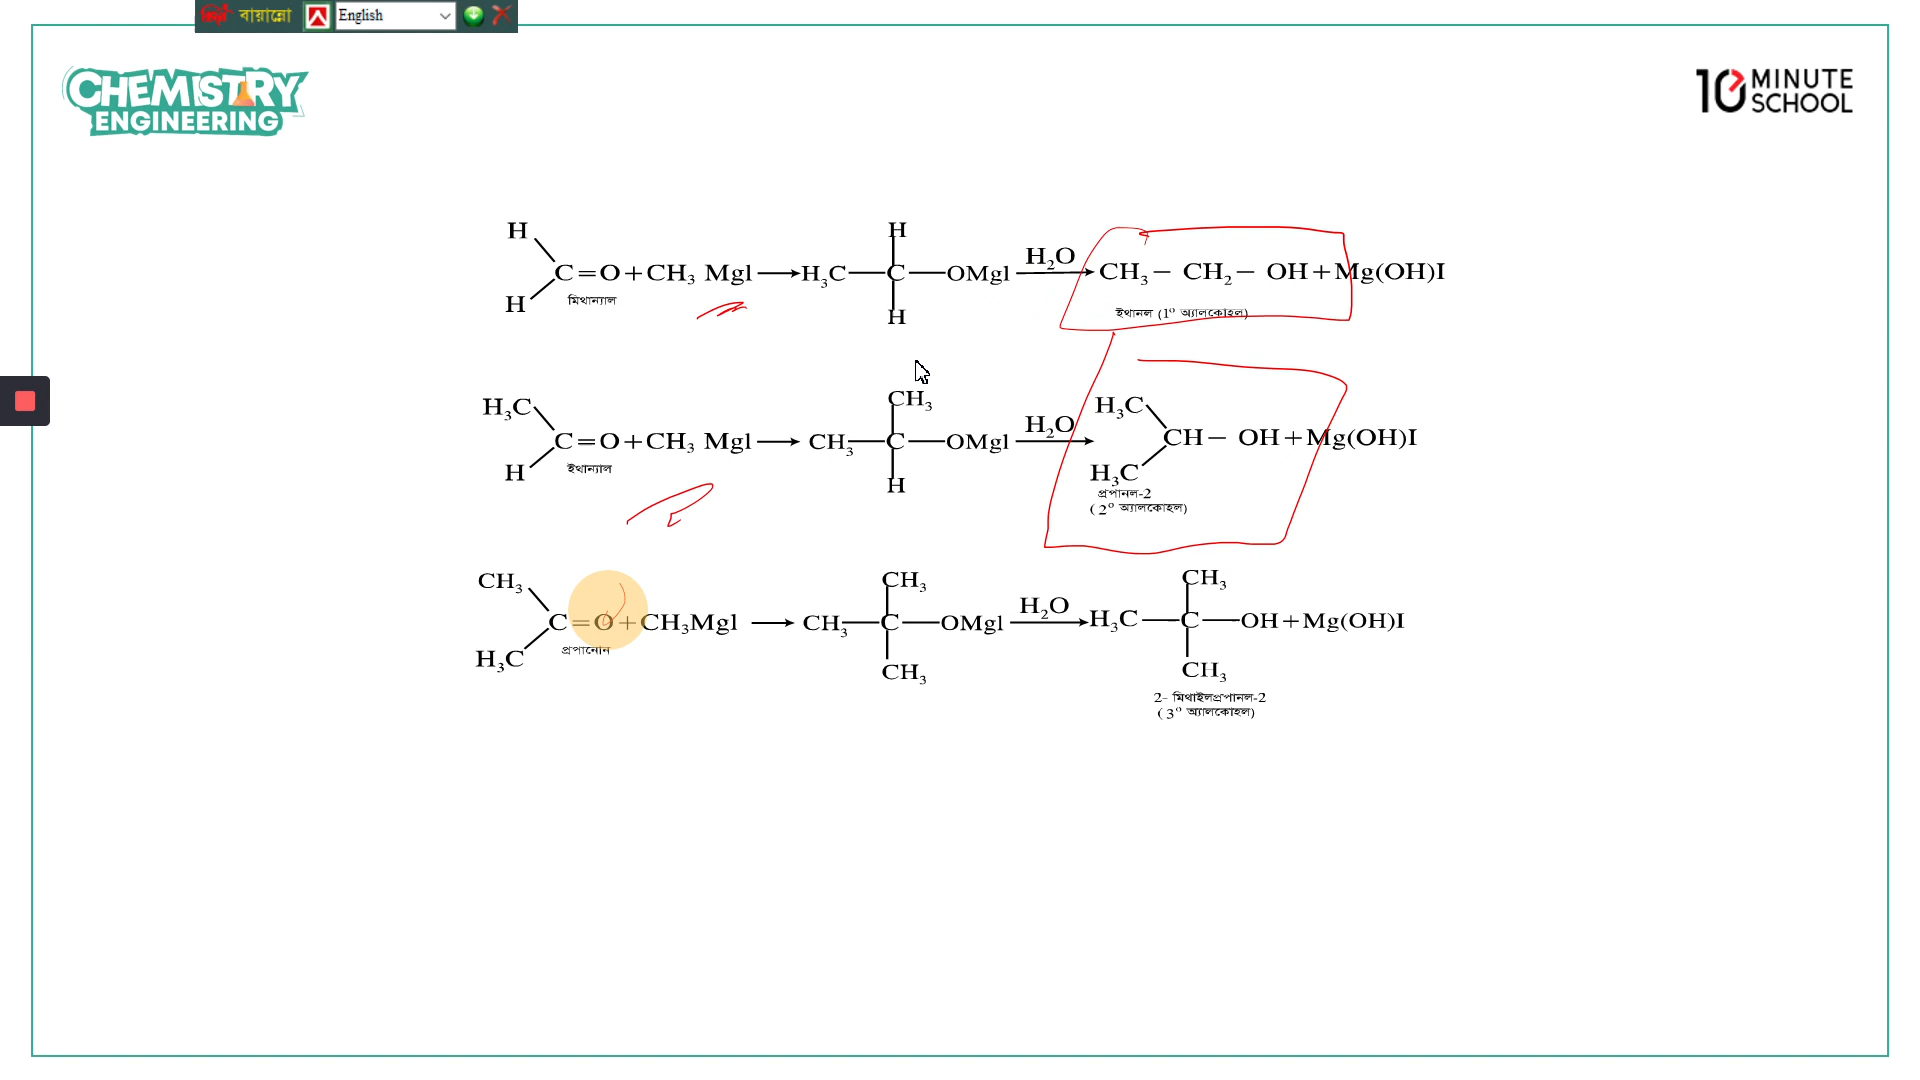 বায়ান্নো English
CHEMISTRY
ENGINEERING
10 MINUTE
SCHOOL
H
H
C=O+CH₃ MgI
মিথান্যাল
H
H₃C—C—OMgI
H
H₂O
CH₃− CH₂− OH+Mg(OH)I
ইথানল (1° অ্যালকোহল)
H₃C
H
C=O+CH₃ MgI
ইথান্যাল
CH₃
CH₃—C—OMgI
H
H₂O
H₃C
CH− OH+Mg(OH)I
H₃C
প্রপানল-2
(2° অ্যালকোহল)
CH₃
H₃C
C=O+CH₃MgI
প্রপানোন
CH₃
CH₃—C—OMgI
CH₃
H₂O
CH₃
H₃C—C—OH+Mg(OH)I
CH₃
2- মিথাইলপ্রপানল-2
(3° অ্যালকোহল)